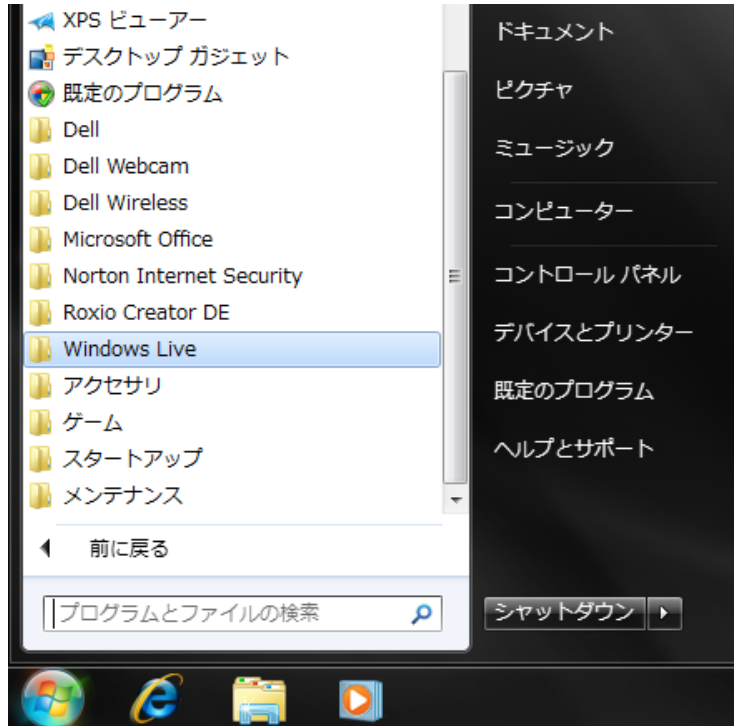 XPS ビューアー
デスクトップ ガジェット
既定のプログラム
Dell
Dell Webcam
Dell Wireless
Microsoft Office
Norton Internet Security
Roxio Creator DE
Windows Live
アクセサリ
ゲーム
スタートアップ
メンテナンス
前に戻る
プログラムとファイルの検索
ドキュメント
ピクチャ
ミュージック
コンピューター
コントロール パネル
デバイスとプリンター
既定のプログラム
ヘルプとサポート
シャットダウン